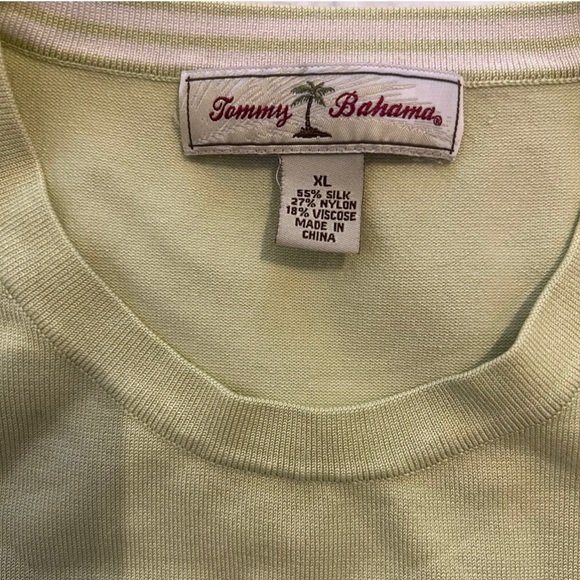 Tommy Bahama®
XL
55% SILK
27% NYLON
18% VISCOSE
MADE IN
CHINA